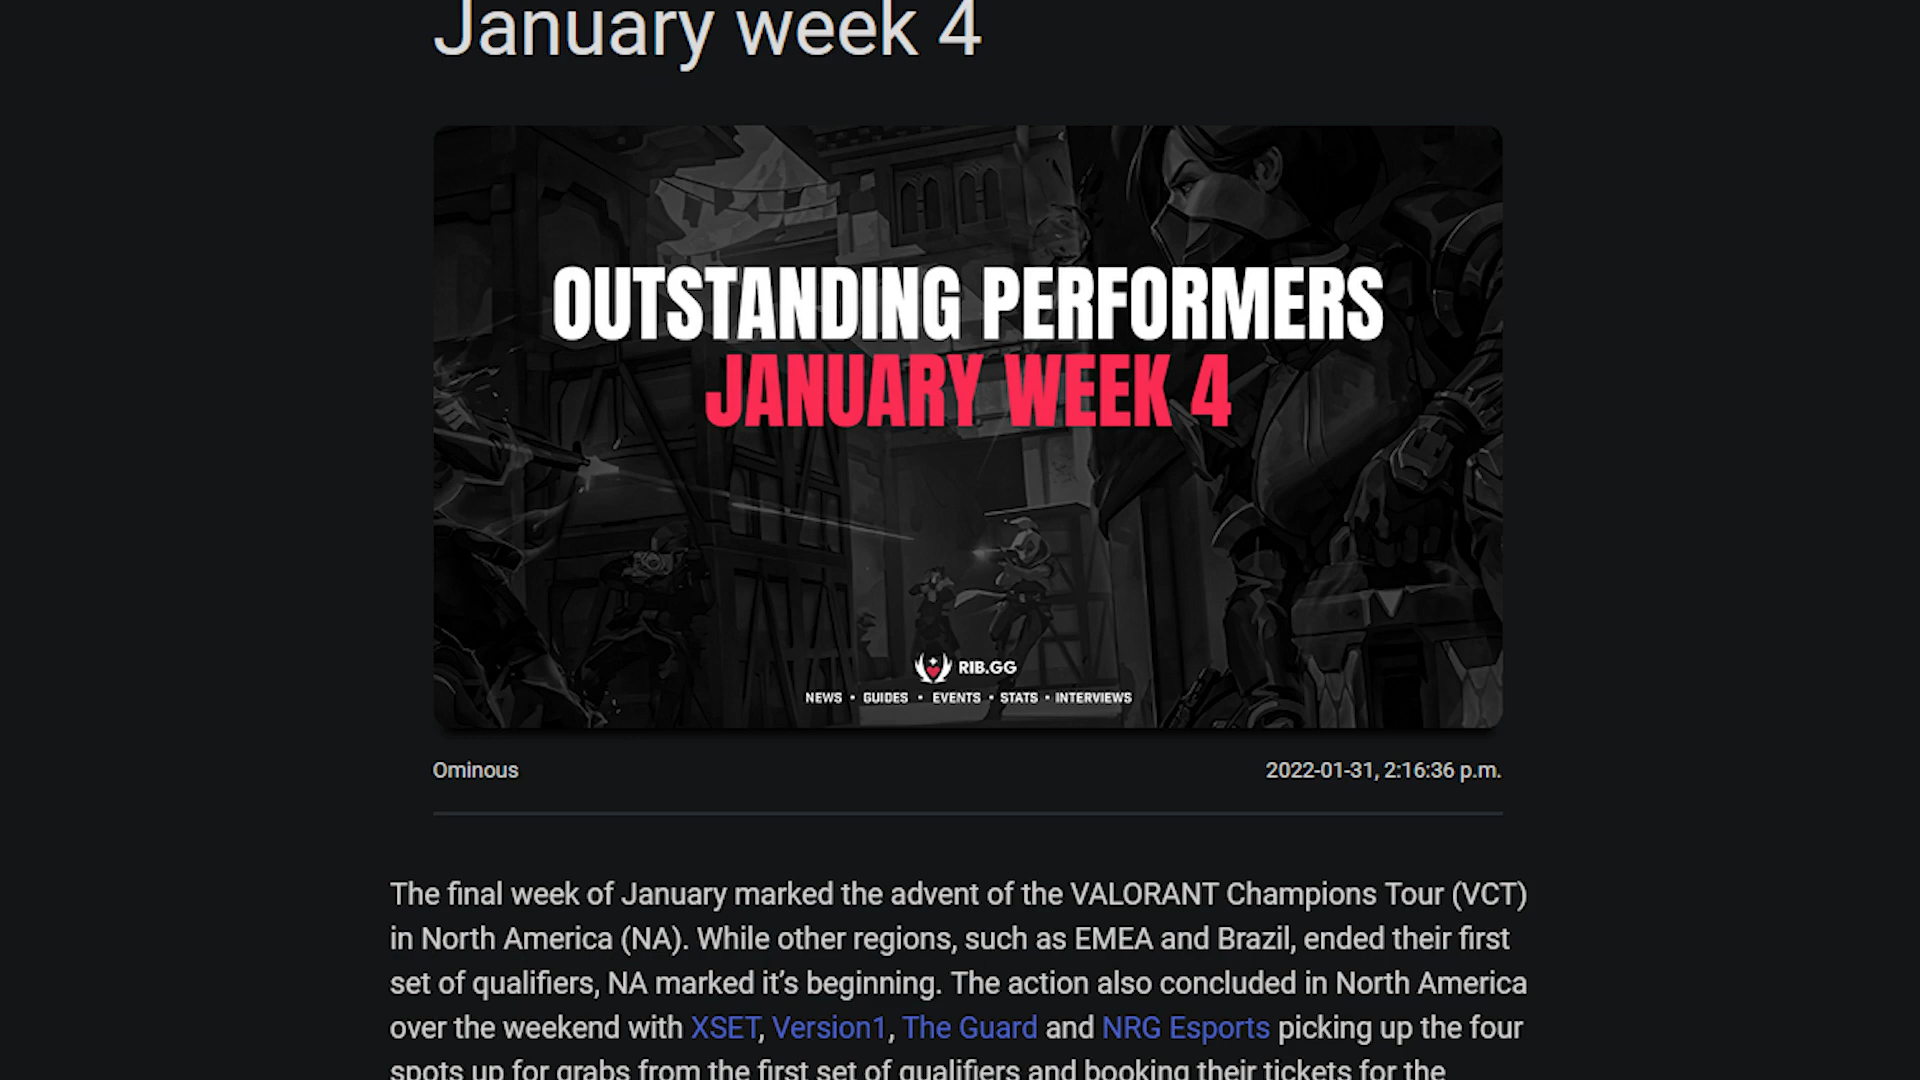 January week 4
OUTSTANDING PERFORMERS
JANUARY WEEK 4
RIB.GG
NEWS • GUIDES • EVENTS • STATS • INTERVIEWS
Ominous
2022-01-31, 2:16:36 p.m.
The final week of January marked the advent of the VALORANT Champions Tour (VCT)
in North America (NA). While other regions, such as EMEA and Brazil, ended their first
set of qualifiers, NA marked it’s beginning. The action also concluded in North America
over the weekend with XSET, Version1, The Guard and NRG Esports picking up the four
spots up for grabs from the first set of qualifiers and booking their tickets for the